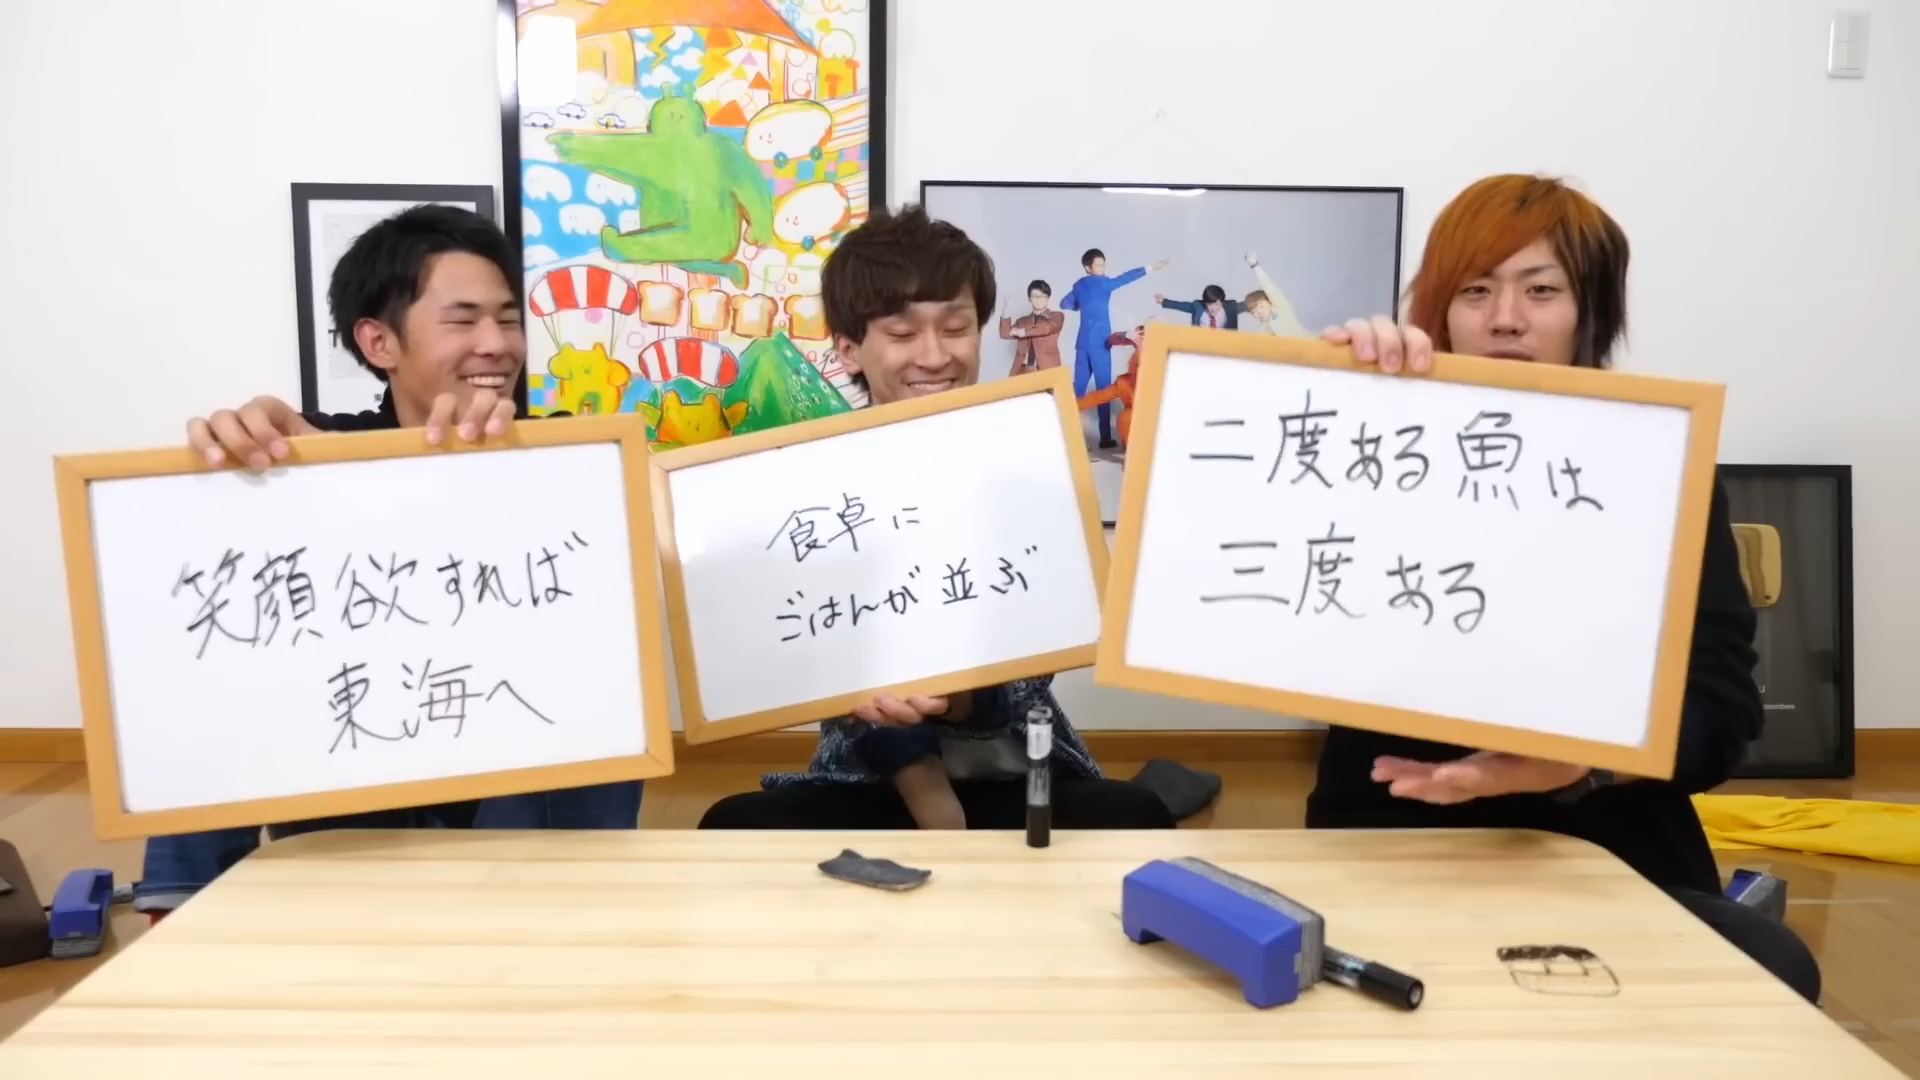 笑顔欲すれば
東海へ
食卓に
ごはんが並ぶ
二度ある魚は
三度ある